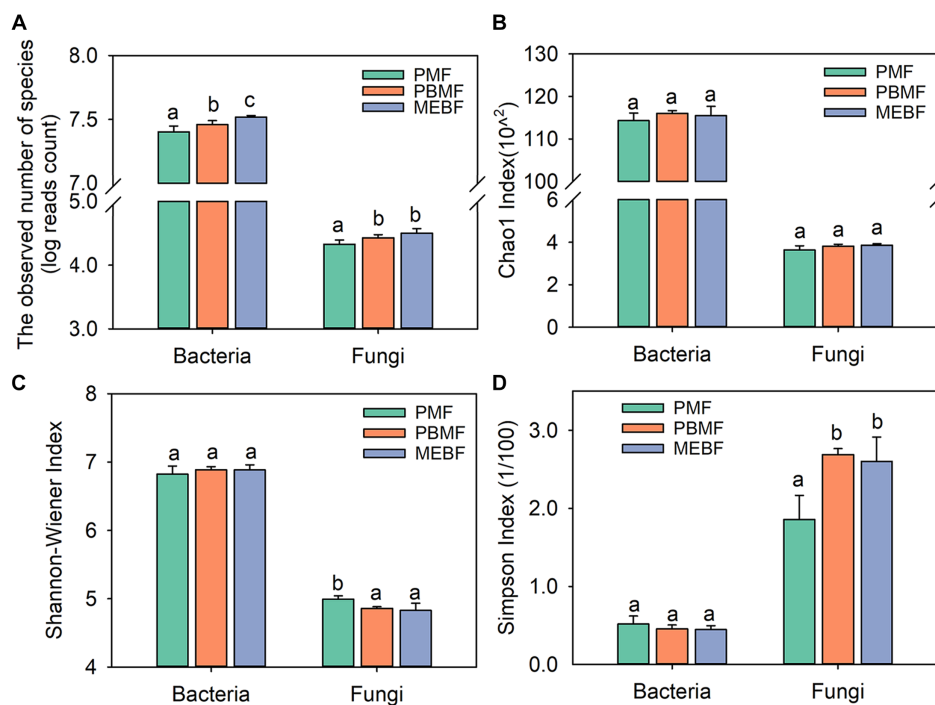 A
The observed number of species
(log reads count)
8.0
7.5
7.0
5.0
4.0
3.0
PMF
PBMF
MEBF
a b c
a b b
Bacteria Fungi
B
Chao1 Index(10^2)
130
115
100
6
4
2
0
PMF
PBMF
MEBF
a a a
a a a
Bacteria Fungi
C
Shannon-Wiener Index
8
7
6
5
4
PMF
PBMF
MEBF
a a a
b a a
Bacteria Fungi
D
Simpson Index (1/100)
3.0
2.0
1.0
0.0
PMF
PBMF
MEBF
a a a
a b b
Bacteria Fungi